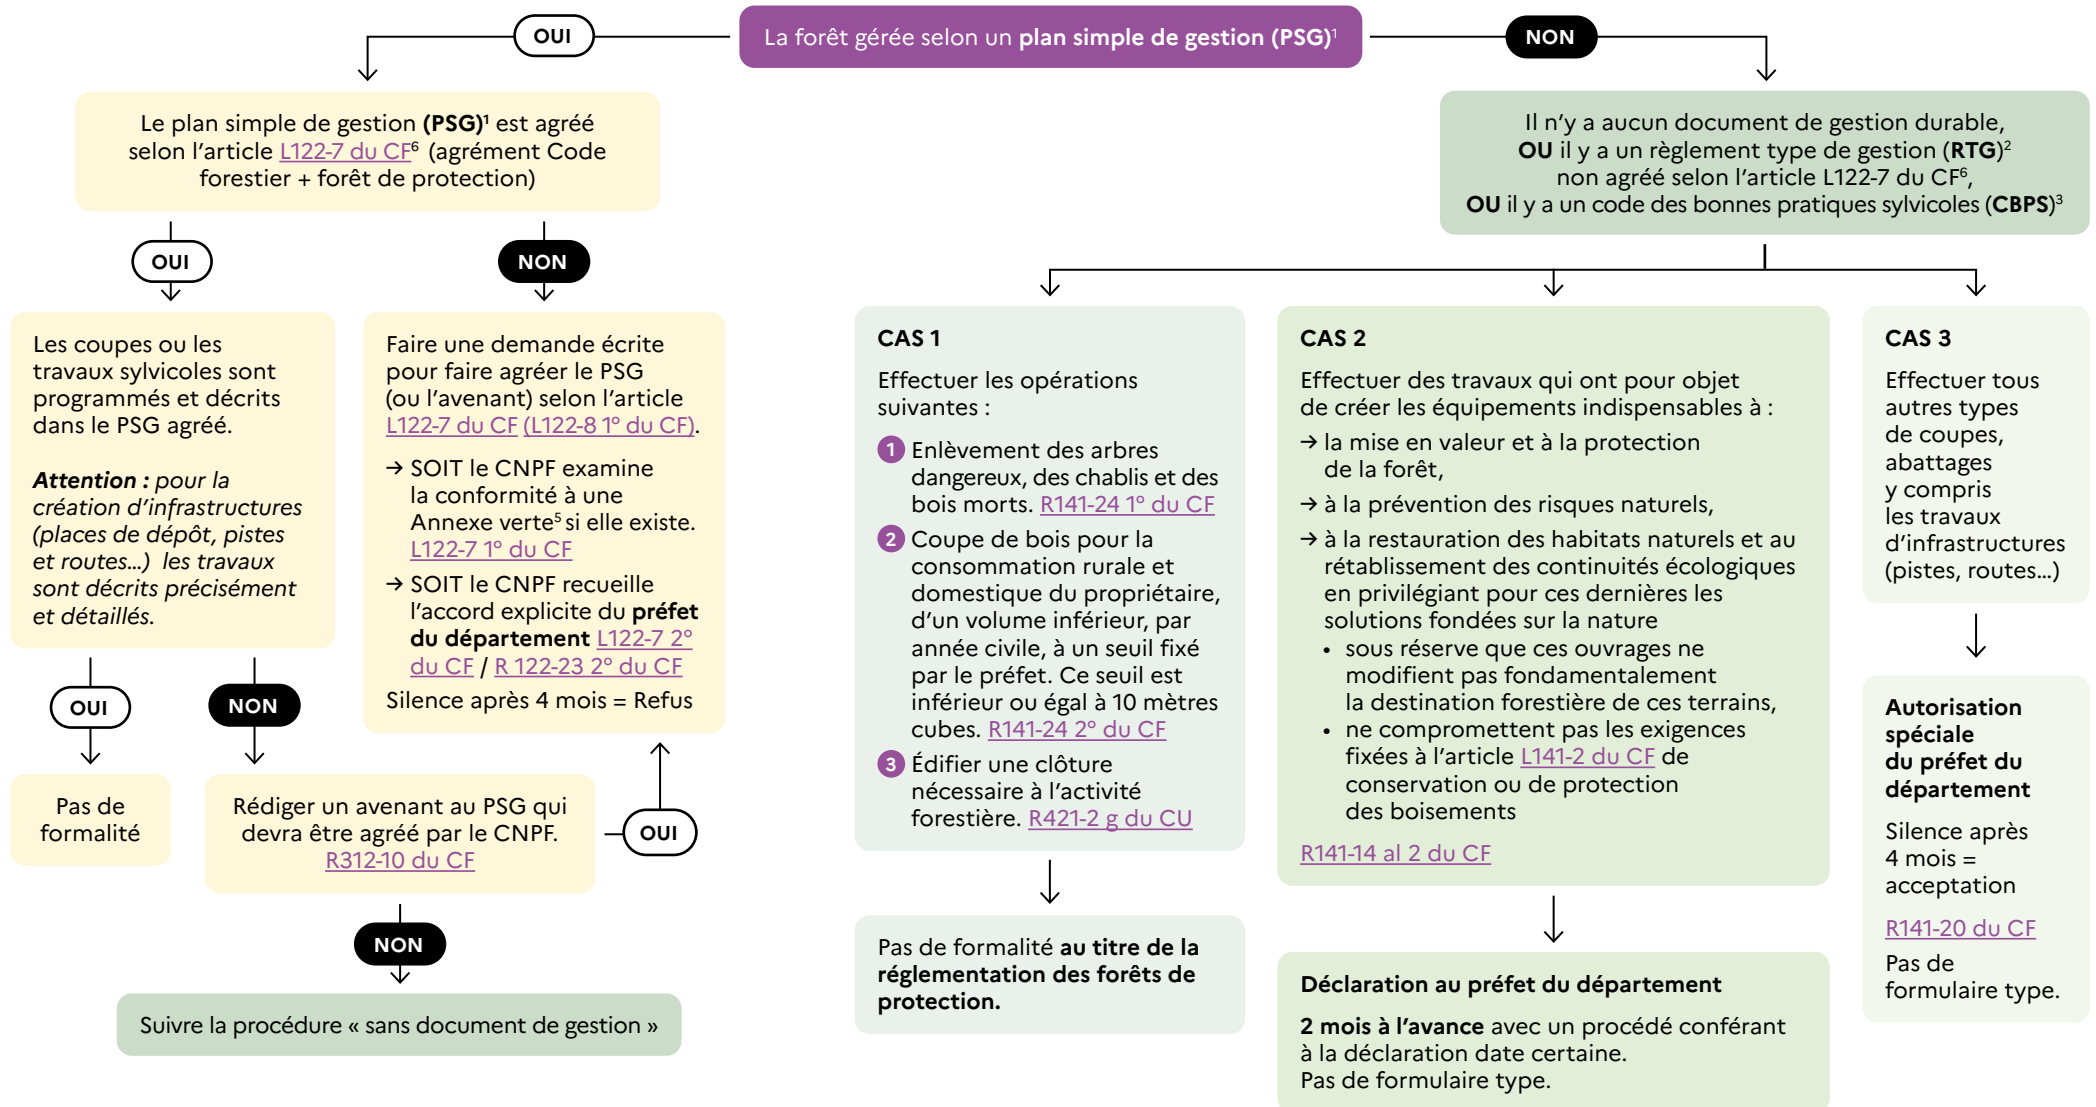 La forêt gérée selon un plan simple de gestion (PSG)¹
OUI
NON
Le plan simple de gestion (PSG)¹ est agréé
selon l'article L122-7 du CF⁶ (agrément Code
forestier + forêt de protection)
OUI
NON
Les coupes ou les
travaux sylvicoles sont
programmés et décrits
dans le PSG agréé.
Attention : pour la
création d'infrastructures
(places de dépôt, pistes
et routes…) les travaux
sont décrits précisément
et détaillés.
OUI
NON
Pas de
formalité
Rédiger un avenant au PSG qui
devra être agréé par le CNPF.
R312-10 du CF
OUI
NON
Suivre la procédure « sans document de gestion »
Faire une demande écrite
pour faire agréer le PSG
(ou l'avenant) selon l'article
L122-7 du CF (L122-8 1° du CF).
→ SOIT le CNPF examine
la conformité à une
Annexe verte⁵ si elle existe.
L122-7 1° du CF
→ SOIT le CNPF recueille
l'accord explicite du préfet
du département L122-7 2°
du CF / R 122-23 2° du CF
Silence après 4 mois = Refus
Il n'y a aucun document de gestion durable,
OU il y a un règlement type de gestion (RTG)²
non agréé selon l'article L122-7 du CF⁶,
OU il y a un code des bonnes pratiques sylvicoles (CBPS)³
CAS 1
Effectuer les opérations
suivantes :
1 Enlèvement des arbres
dangereux, des chablis et des
bois morts. R141-24 1° du CF
2 Coupe de bois pour la
consommation rurale et
domestique du propriétaire,
d'un volume inférieur, par
année civile, à un seuil fixé
par le préfet. Ce seuil est
inférieur ou égal à 10 mètres
cubes. R141-24 2° du CF
3 Édifier une clôture
nécessaire à l'activité
forestière. R421-2 g du CU
Pas de formalité au titre de la
réglementation des forêts de
protection.
CAS 2
Effectuer des travaux qui ont pour objet
de créer les équipements indispensables à :
→ la mise en valeur et à la protection
de la forêt,
→ à la prévention des risques naturels,
→ à la restauration des habitats naturels et au
rétablissement des continuités écologiques
en privilégiant pour ces dernières les
solutions fondées sur la nature
• sous réserve que ces ouvrages ne
modifient pas fondamentalement
la destination forestière de ces terrains,
• ne compromettent pas les exigences
fixées à l'article L141-2 du CF de
conservation ou de protection
des boisements
R141-14 al 2 du CF
Déclaration au préfet du département
2 mois à l'avance avec un procédé conférant
à la déclaration date certaine.
Pas de formulaire type.
CAS 3
Effectuer tous
autres types
de coupes,
abattages
y compris
les travaux
d'infrastructures
(pistes, routes…)
Autorisation
spéciale
du préfet du
département
Silence après
4 mois =
acceptation
R141-20 du CF
Pas de
formulaire type.